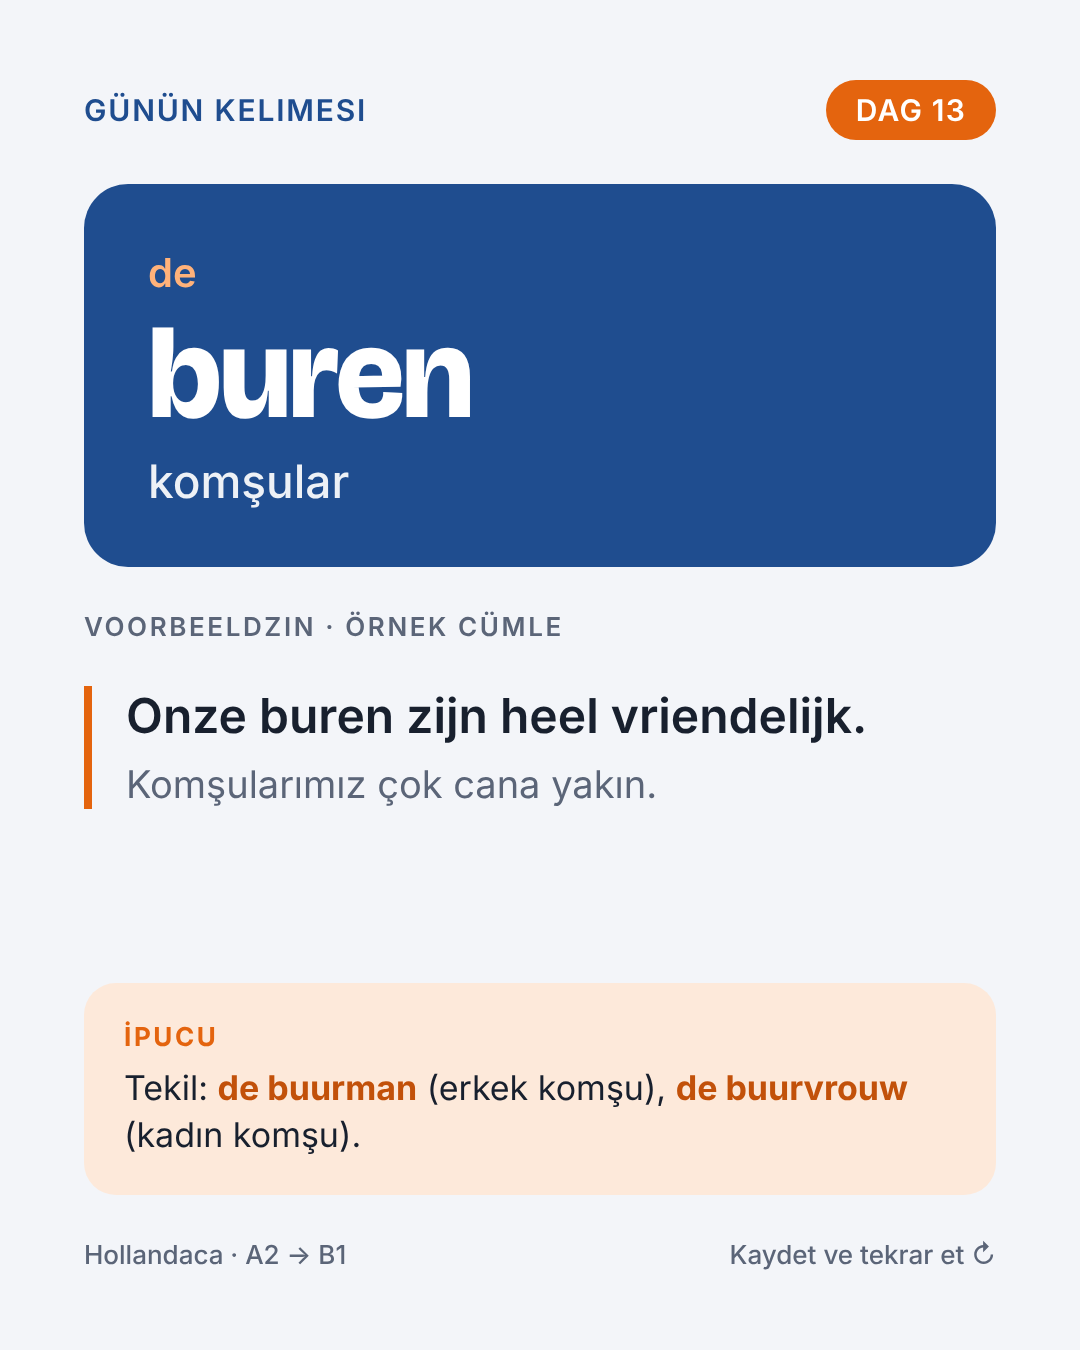 GÜNÜN KELIMESI
DAG 13
de
buren
komşular
VOORBEELDZIN · ÖRNEK CÜMLE
Onze buren zijn heel vriendelijk.
Komşularımız çok cana yakın.
İPUCU
Tekil: de buurman (erkek komşu), de buurvrouw
(kadın komşu).
Hollandaca · A2 → B1
Kaydet ve tekrar et ↻